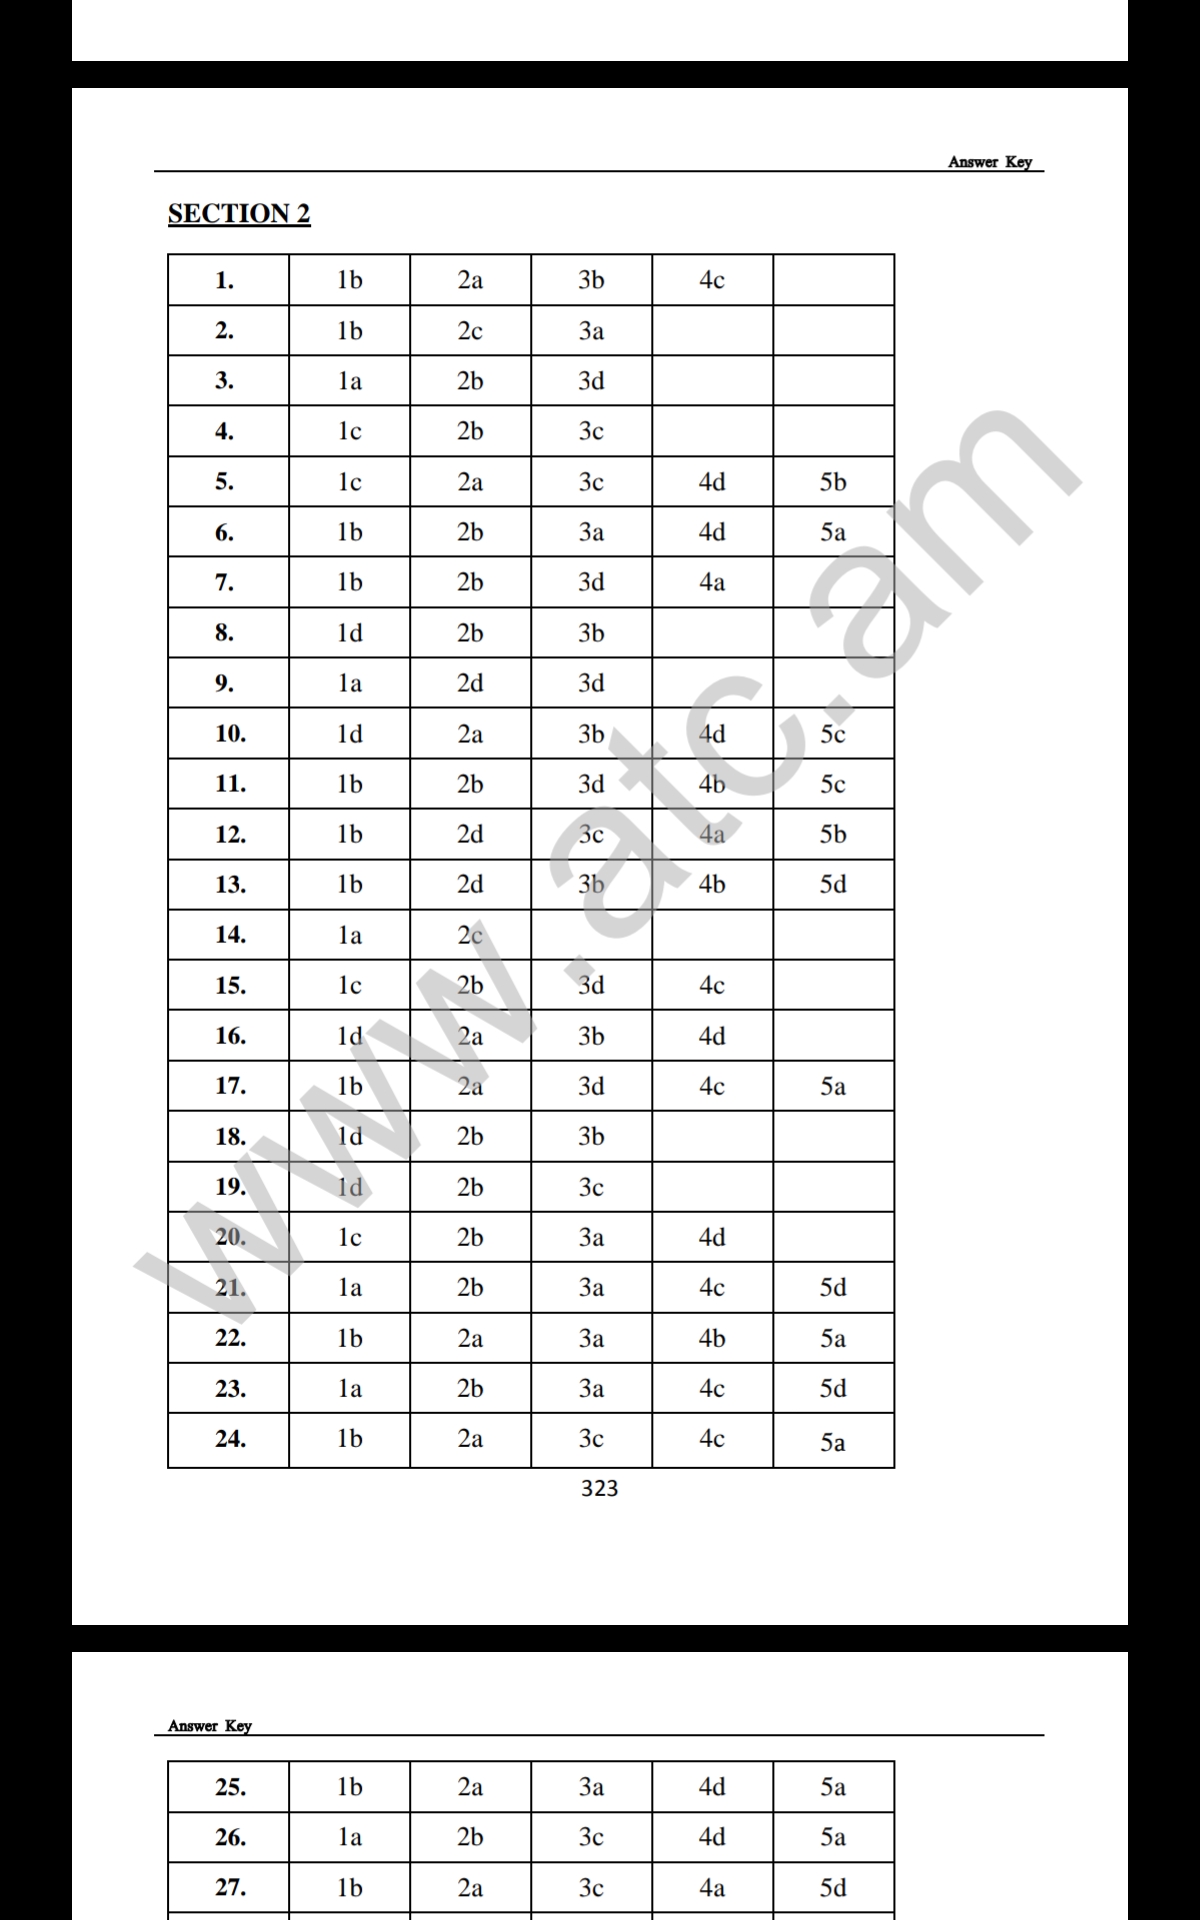 Answer Key
SECTION 2
1. 1b 2a 3b 4c
2. 1b 2c 3a
3. 1a 2b 3d
4. 1c 2b 3c
5. 1c 2a 3c 4d 5b
6. 1b 2b 3a 4d 5a
7. 1b 2b 3d 4a
8. 1d 2b 3b
9. 1a 2d 3d
10. 1d 2a 3b 4d 5c
11. 1b 2b 3d 4b 5c
12. 1b 2d 3c 4a 5b
13. 1b 2d 3b 4b 5d
14. 1a 2c
15. 1c 2b 3d 4c
16. 1d 2a 3b 4d
17. 1b 2a 3d 4c 5a
18. 1d 2b 3b
19. 1d 2b 3c
20. 1c 2b 3a 4d
21. 1a 2b 3a 4c 5d
22. 1b 2a 3a 4b 5a
23. 1a 2b 3a 4c 5d
24. 1b 2a 3c 4c 5a
www.atc.am
323
Answer Key
25. 1b 2a 3a 4d 5a
26. 1a 2b 3c 4d 5a
27. 1b 2a 3c 4a 5d